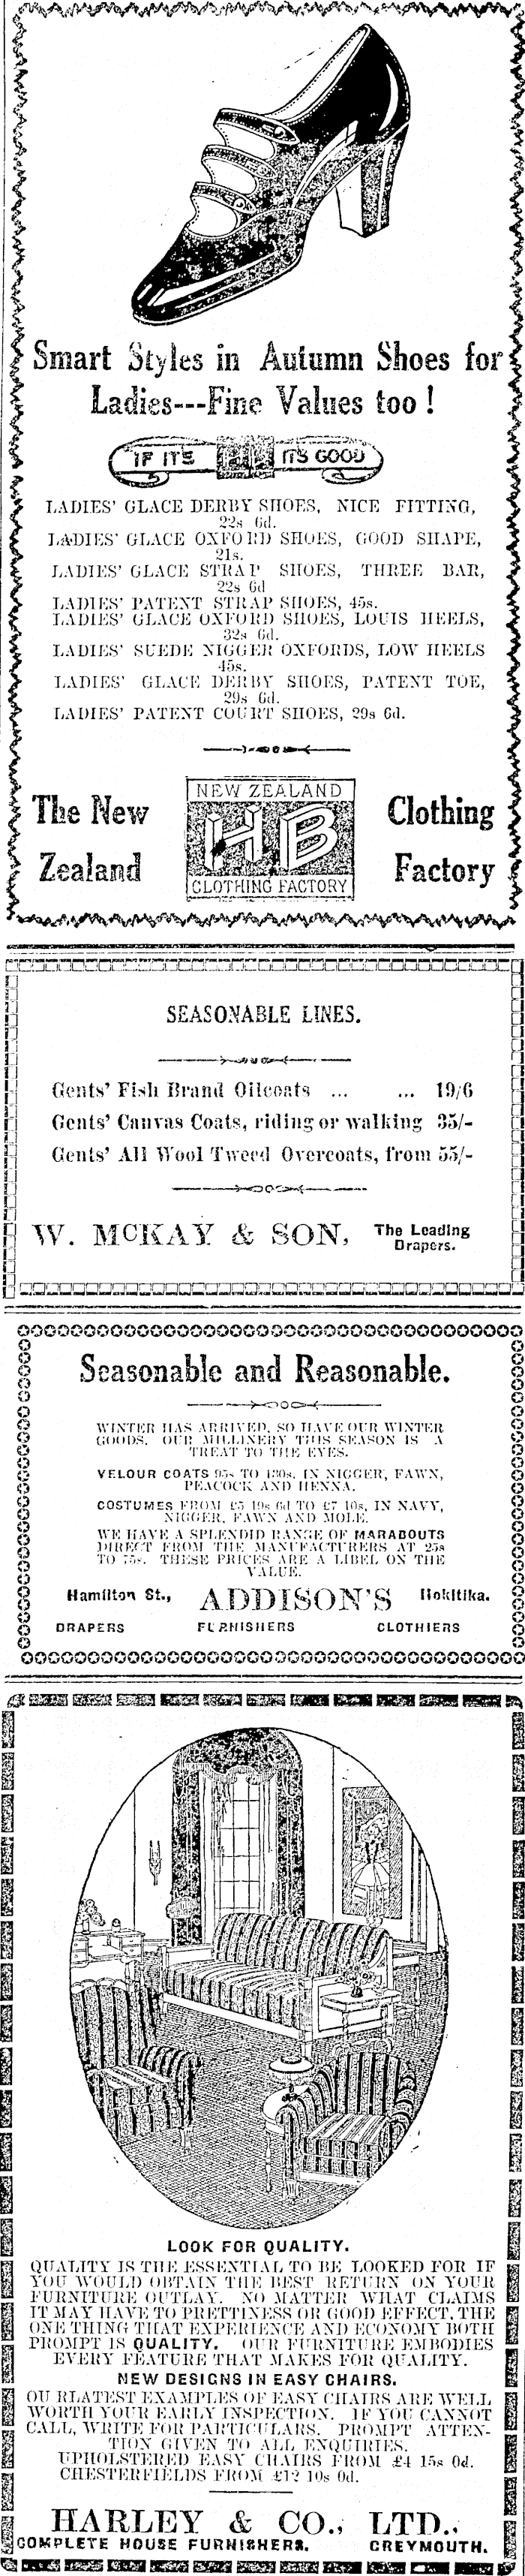 Smart Styles in Autumn Shoes for
Ladies---Fine Values too !
IF IT'S HB IT'S GOOD
LADIES' GLACE DERBY SHOES, NICE FITTING,
22s 6d.
LADIES' GLACE OXFORD SHOES, GOOD SHAPE,
21s.
LADIES' GLACE STRAP SHOES, THREE BAR,
22s 6d
LADIES' PATENT STRAP SHOES, 45s.
LADIES' GLACE OXFORD SHOES, LOUIS HEELS,
32s 6d.
LADIES' SUEDE NIGGER OXFORDS, LOW HEELS
45s.
LADIES' GLACE DERBY SHOES, PATENT TOE,
29s 6d.
LADIES' PATENT COURT SHOES, 29s 6d.
The New Zealand
NEW ZEALAND
HB
CLOTHING FACTORY
Clothing Factory
SEASONABLE LINES.
Gents' Fish Brand Oilcoats ... ... 19/6
Gents' Canvas Coats, riding or walking 35/-
Gents' All Wool Tweed Overcoats, from 55/-
W. MCKAY & SON, The Leading
Drapers.
Seasonable and Reasonable.
WINTER HAS ARRIVED, SO HAVE OUR WINTER
GOODS. OUR MILLINERY THIS SEASON IS A
TREAT TO THE EYES.
VELOUR COATS 95s TO 130s, IN NIGGER, FAWN,
PEACOCK AND HENNA.
COSTUMES FROM £5 19s 6d TO £7 10s, IN NAVY,
NIGGER, FAWN AND MOLE.
WE HAVE A SPLENDID RANGE OF MARABOUTS
DIRECT FROM THE MANUFACTURERS AT 25s
TO 75s. THESE PRICES ARE A LIBEL ON THE
VALUE.
Hamilton St., ADDISON'S Hokitika.
DRAPERS FURNISHERS CLOTHIERS
LOOK FOR QUALITY.
QUALITY IS THE ESSENTIAL TO BE LOOKED FOR IF
YOU WOULD OBTAIN THE BEST RETURN ON YOUR
FURNITURE OUTLAY. NO MATTER WHAT CLAIMS
IT MAY HAVE TO PRETTINESS OR GOOD EFFECT, THE
ONE THING THAT EXPERIENCE AND ECONOMY BOTH
PROMPT IS QUALITY. OUR FURNITURE EMBODIES
EVERY FEATURE THAT MAKES FOR QUALITY.
NEW DESIGNS IN EASY CHAIRS.
OU RLATEST EXAMPLES OF EASY CHAIRS ARE WELL
WORTH YOUR EARLY INSPECTION. IF YOU CANNOT
CALL, WRITE FOR PARTICULARS. PROMPT ATTEN-
TION GIVEN TO ALL ENQUIRIES.
UPHOLSTERED EASY CHAIRS FROM £4 15s 0d.
CHESTERFIELDS FROM £12 10s 0d.
HARLEY & CO., LTD.,
COMPLETE HOUSE FURNISHERS. GREYMOUTH.